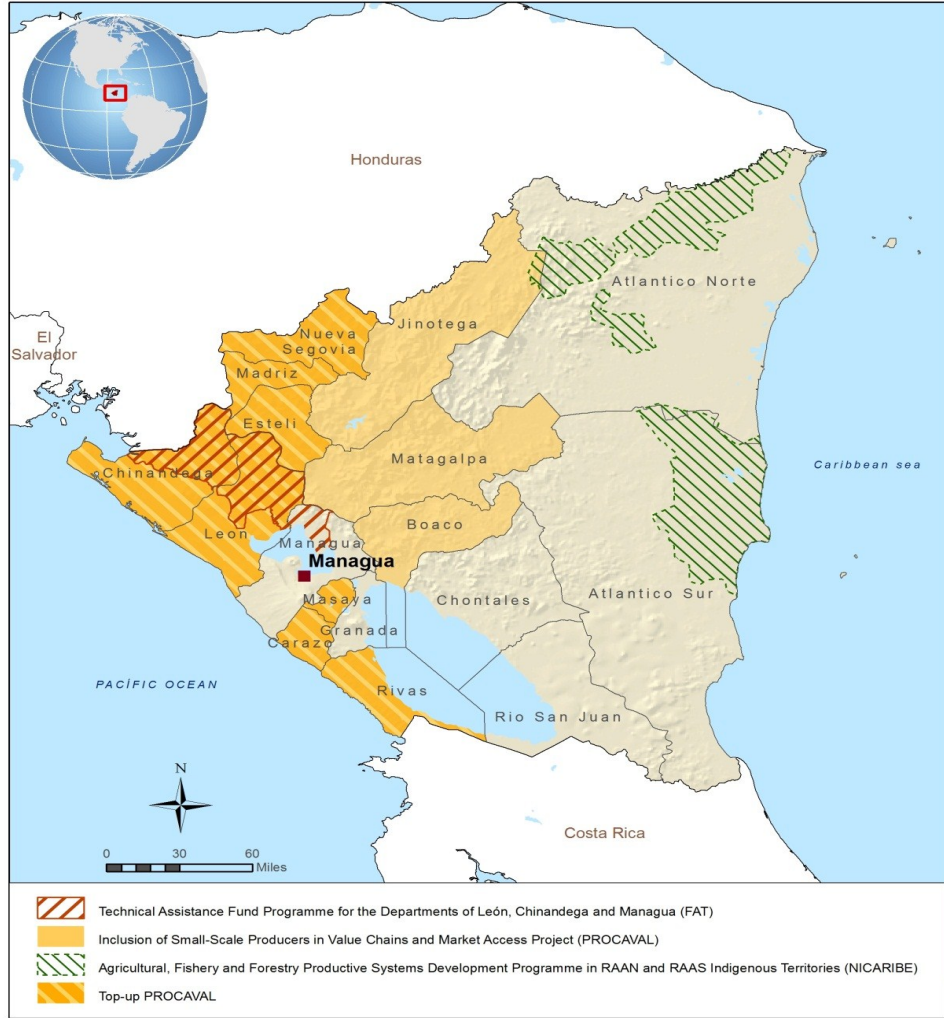 Honduras
Atlantico Norte
El
Salvador
Jinotega
Nueva
Segovia
Madriz
Esteli
Matagalpa
Caribbean sea
Chinandega
Boaco
Leon
Managua
Managua
Masaya
Chontales
Atlantico Sur
Granada
Carazo
PACÍFIC OCEAN
Rivas
Rio San Juan
N
Costa Rica
0 30 60
Miles
Technical Assistance Fund Programme for the Departments of León, Chinandega and Managua (FAT)
Inclusion of Small-Scale Producers in Value Chains and Market Access Project (PROCAVAL)
Agricultural, Fishery and Forestry Productive Systems Development Programme in RAAN and RAAS Indigenous Territories (NICARIBE)
Top-up PROCAVAL